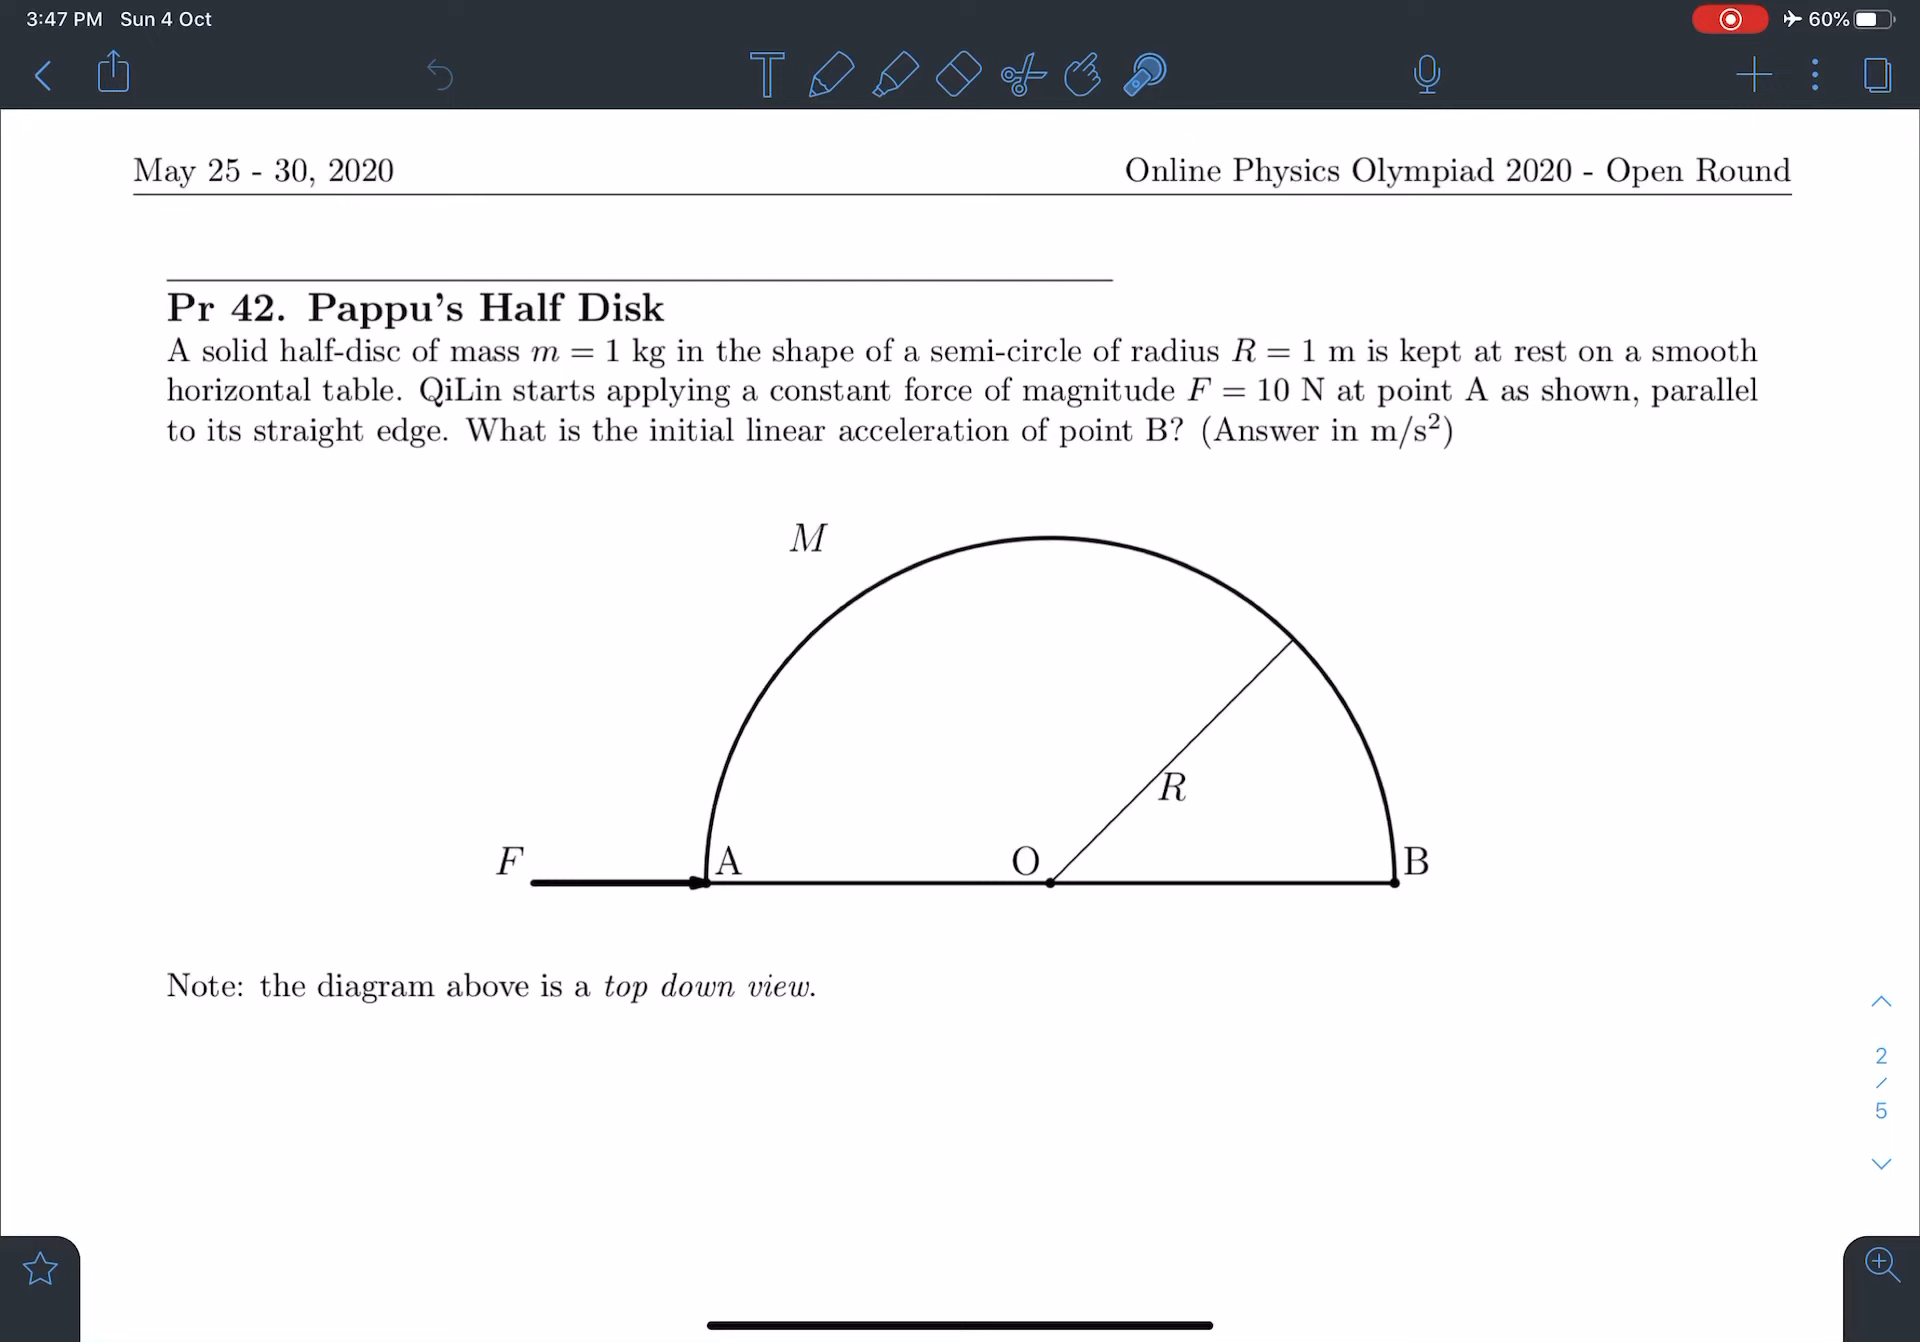 3:47 PM Sun 4 Oct
60%
May 25 - 30, 2020
Online Physics Olympiad 2020 - Open Round
Pr 42. Pappu's Half Disk
A solid half-disc of mass m = 1 kg in the shape of a semi-circle of radius R = 1 m is kept at rest on a smooth
horizontal table. QiLin starts applying a constant force of magnitude F = 10 N at point A as shown, parallel
to its straight edge. What is the initial linear acceleration of point B? (Answer in m/s²)
M
R
F
A
O
B
Note: the diagram above is a top down view.
2
/
5